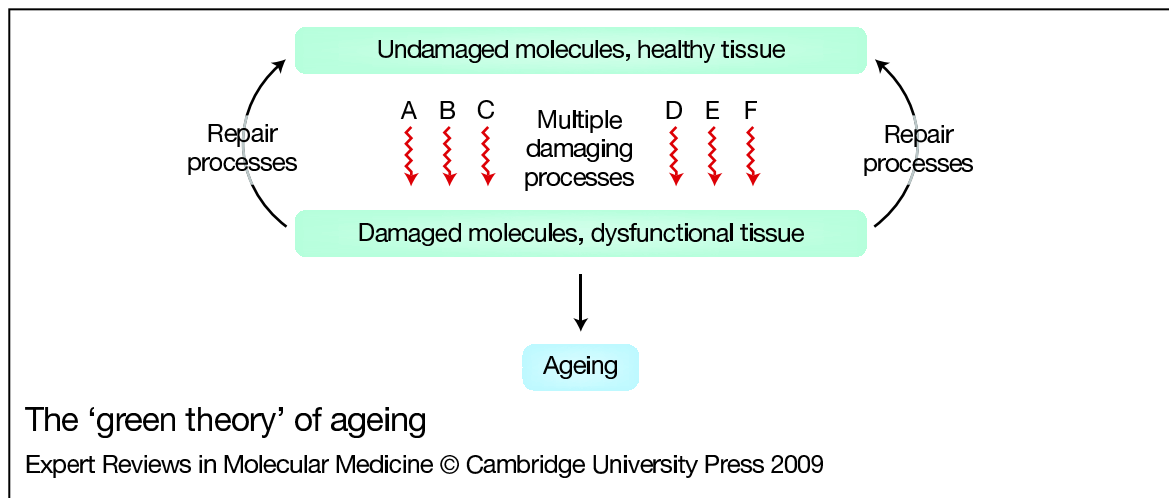 Undamaged molecules, healthy tissue
A B C
D E F
Multiple
damaging
processes
Repair
processes
Repair
processes
Damaged molecules, dysfunctional tissue
Ageing
The ‘green theory’ of ageing
Expert Reviews in Molecular Medicine © Cambridge University Press 2009